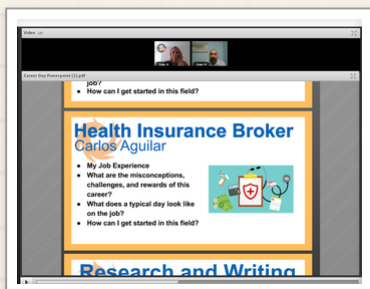 Video
Career Day Powerpoint (1).pdf
job?
• How can I get started in this field?
Health Insurance Broker
Carlos Aguilar
• My Job Experience
• What are the misconceptions,
challenges, and rewards of this
career?
• What does a typical day look like
on the job?
• How can I get started in this field?
Research and Writing